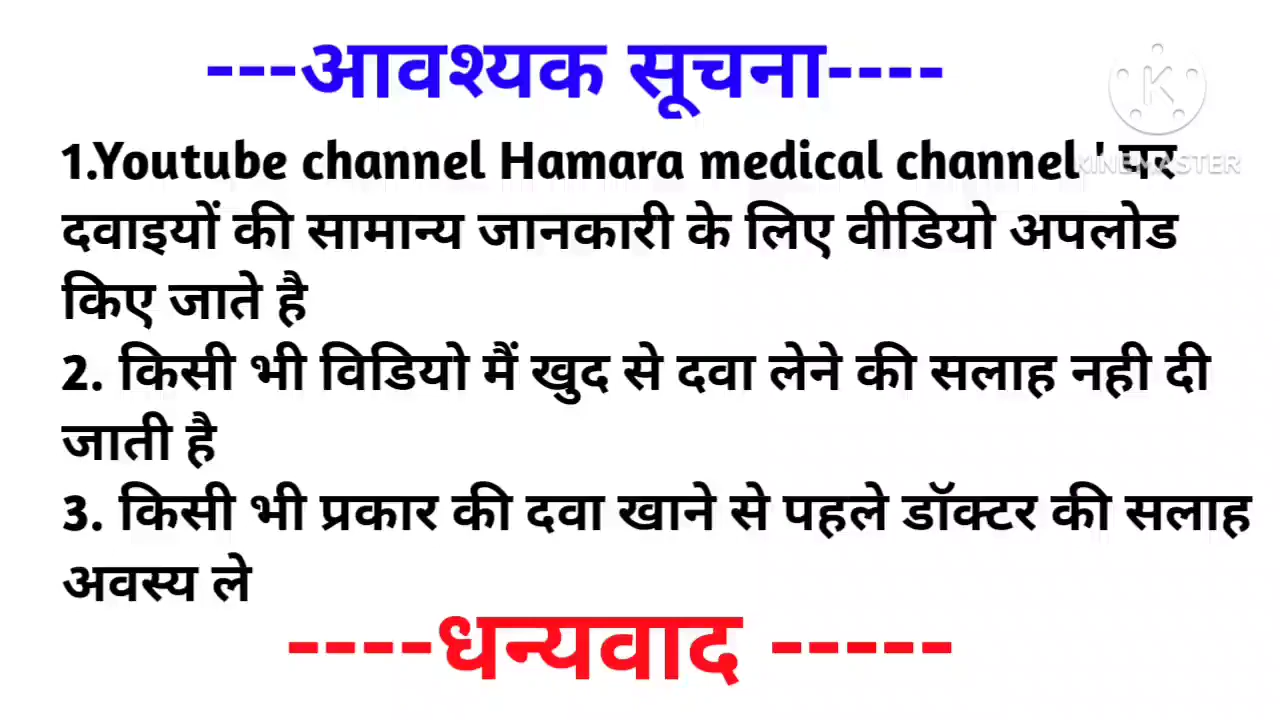 ---आवश्यक सूचना----
1.Youtube channel Hamara medical channel ' पर
KINEMASTER
दवाइयों की सामान्य जानकारी के लिए वीडियो अपलोड
किए जाते है
2. किसी भी विडियो मैं खुद से दवा लेने की सलाह नही दी
जाती है
3. किसी भी प्रकार की दवा खाने से पहले डॉक्टर की सलाह
अवस्य ले
----धन्यवाद -----